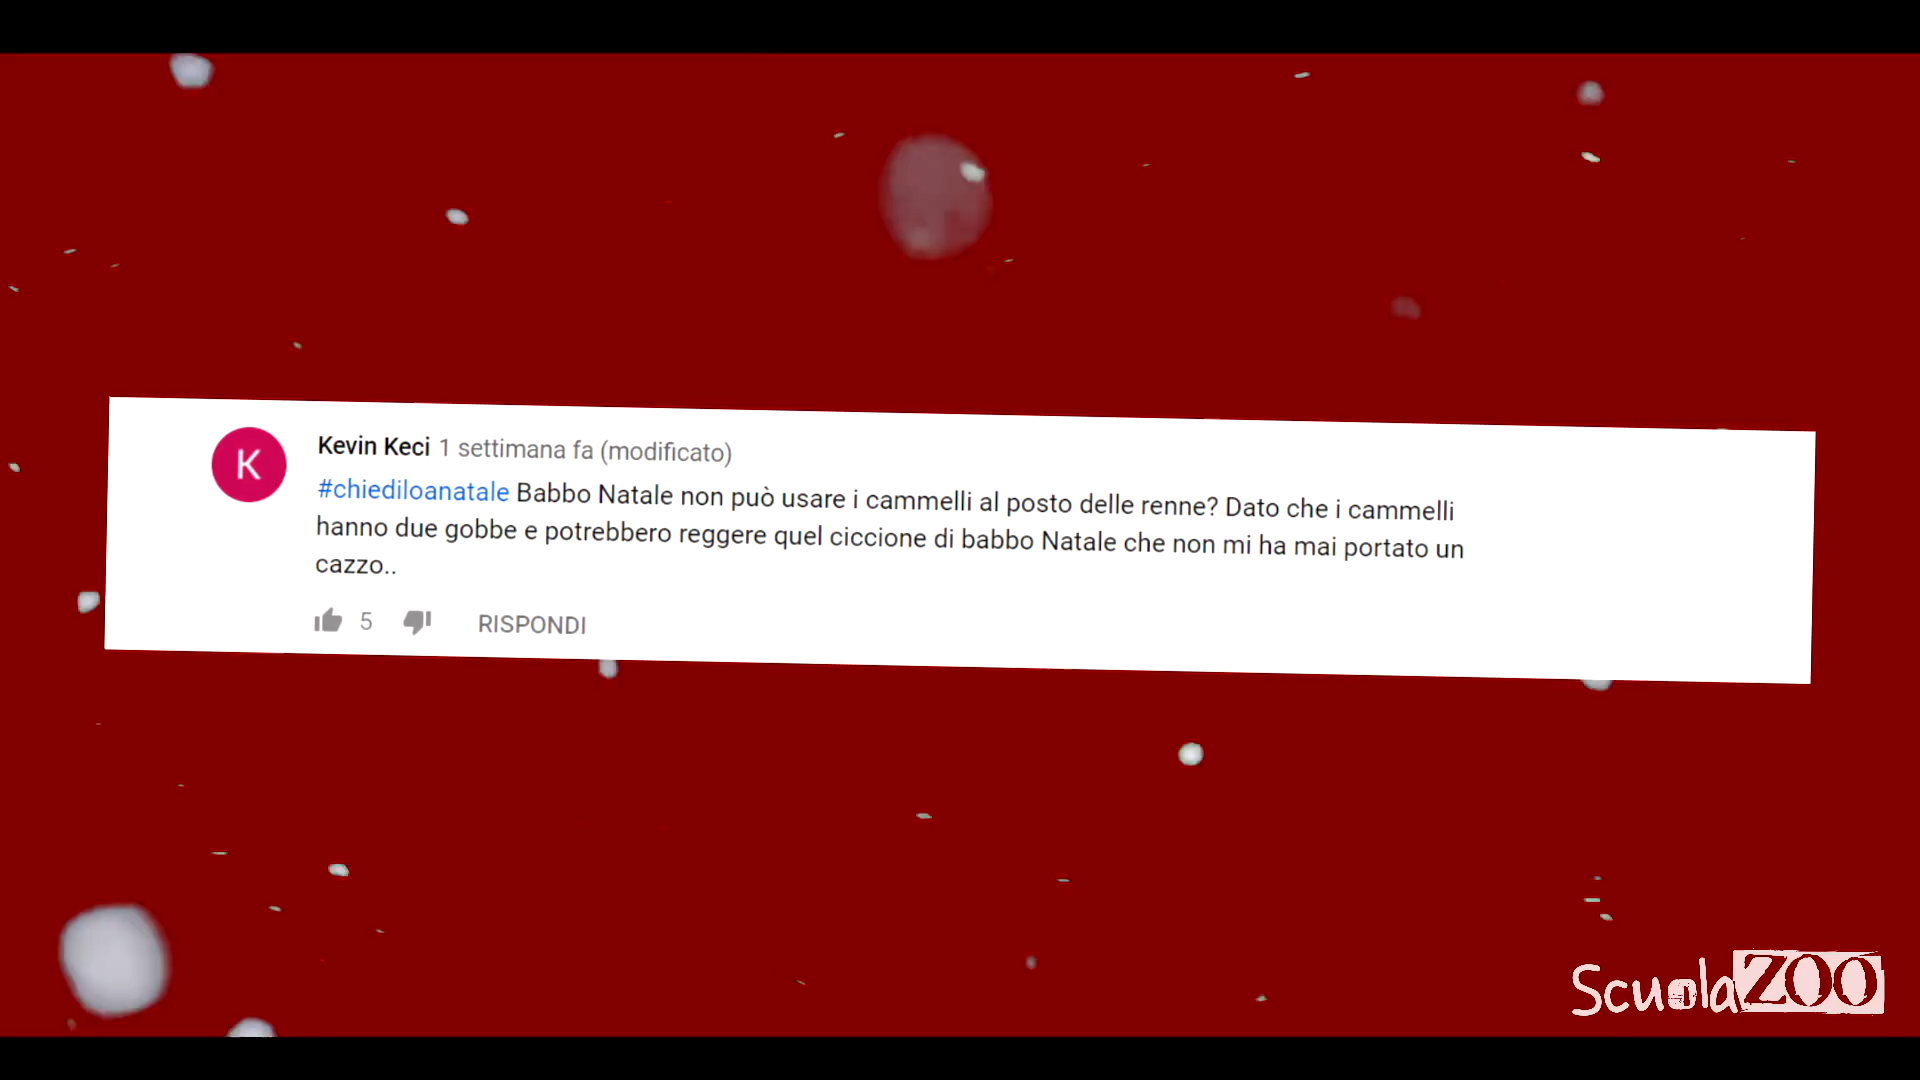 K
Kevin Keci 1 settimana fa (modificato)
#chiediloanatale Babbo Natale non può usare i cammelli al posto delle renne? Dato che i cammelli
hanno due gobbe e potrebbero reggere quel ciccione di babbo Natale che non mi ha mai portato un
cazzo..
5 RISPONDI
ScuolaZOO